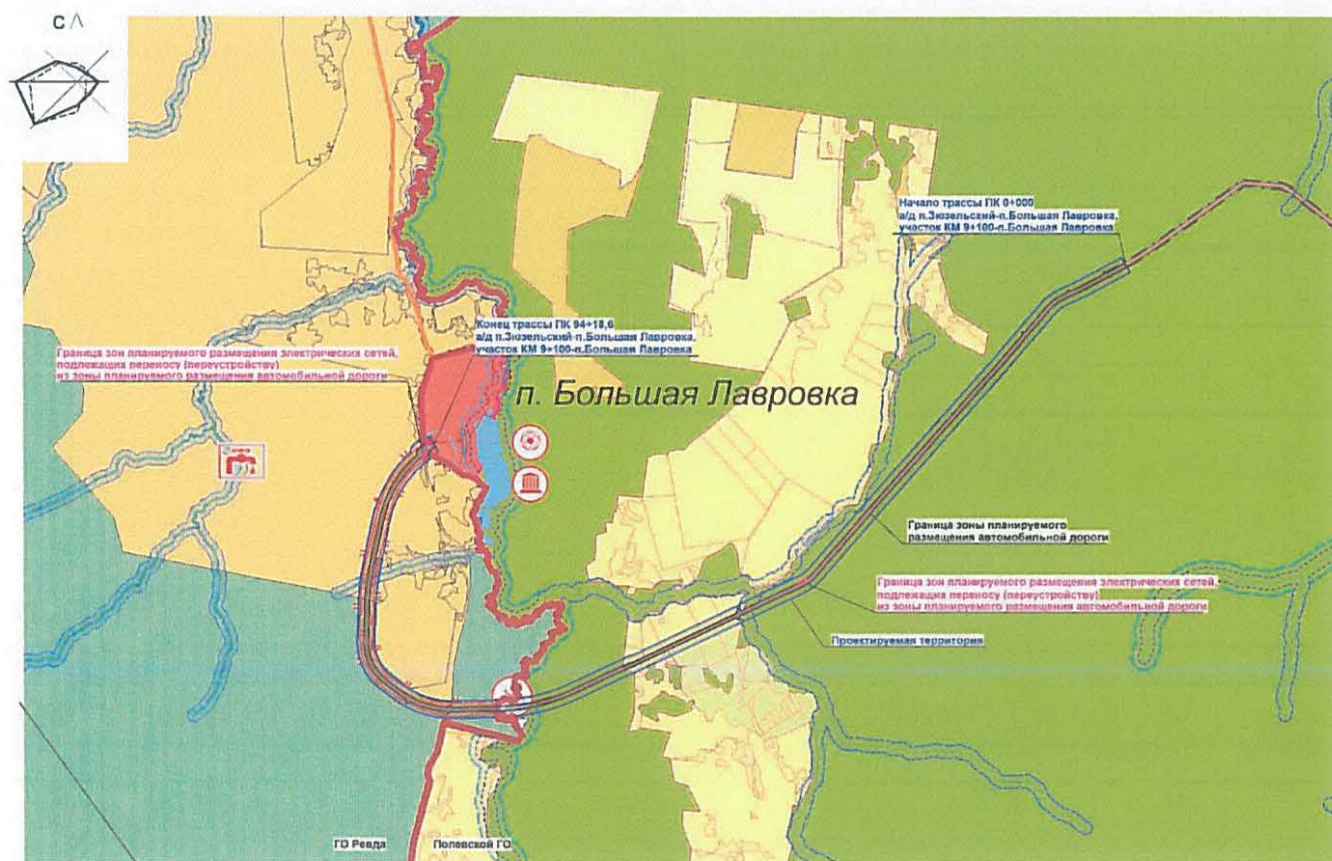 С
Начало трассы ПК 0+000
а/д п.Зюзельский-п.Большая Лавровка,
участок КМ 9+100-п.Большая Лавровка
Конец трассы ПК 94+18,6
а/д п.Зюзельский-п.Большая Лавровка,
участок КМ 9+100-п.Большая Лавровка
Граница зон планируемого размещения электрических сетей,
подлежащих переносу (переустройству)
из зоны планируемого размещения автомобильной дороги
п. Большая Лавровка
Граница зоны планируемого
размещения автомобильной дороги
Граница зон планируемого размещения электрических сетей,
подлежащих переносу (переустройству)
из зоны планируемого размещения автомобильной дороги
Проектируемая территория
ГО Ревда
Полевской ГО